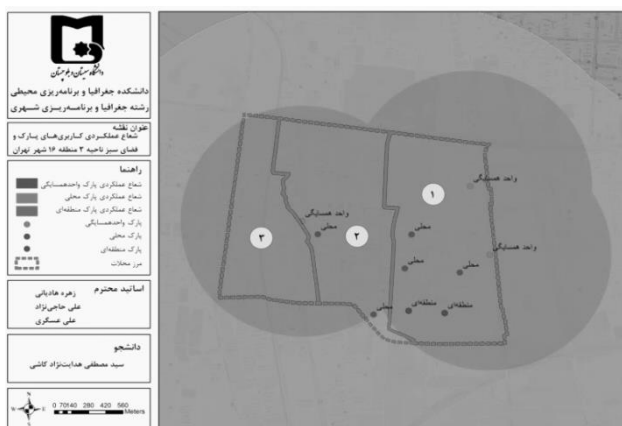 دانشگاه سیستان و بلوچستان
دانشکده جغرافیا و برنامه‌ریزی محیطی
رشته جغرافیا و برنامه‌ریزی شهری
عنوان نقشه
شعاع عملکردی کاربری‌های پارک و
فضای سبز ناحیه ۳ منطقه ۱۶ شهر تهران
راهنما
شعاع عملکردی پارک واحدهمسایگی
شعاع عملکردی پارک محلی
شعاع عملکردی پارک منطقه‌ای
پارک واحدهمسایگی
پارک محلی
پارک منطقه‌ای
مرز محلات
اساتید محترم
زهره هادیانی
علی حاجی‌نژاد
علی عسگری
دانشجو
سید مصطفی هدایت‌نژاد کاشی
N
W E
S
0 70140 280 420 560
Meters
واحد همسایگی
۱
واحد همسایگی
محلی
محلی
۲
۳
واحد همسایگی
محلی
محلی
محلی
منطقه‌ای
منطقه‌ای